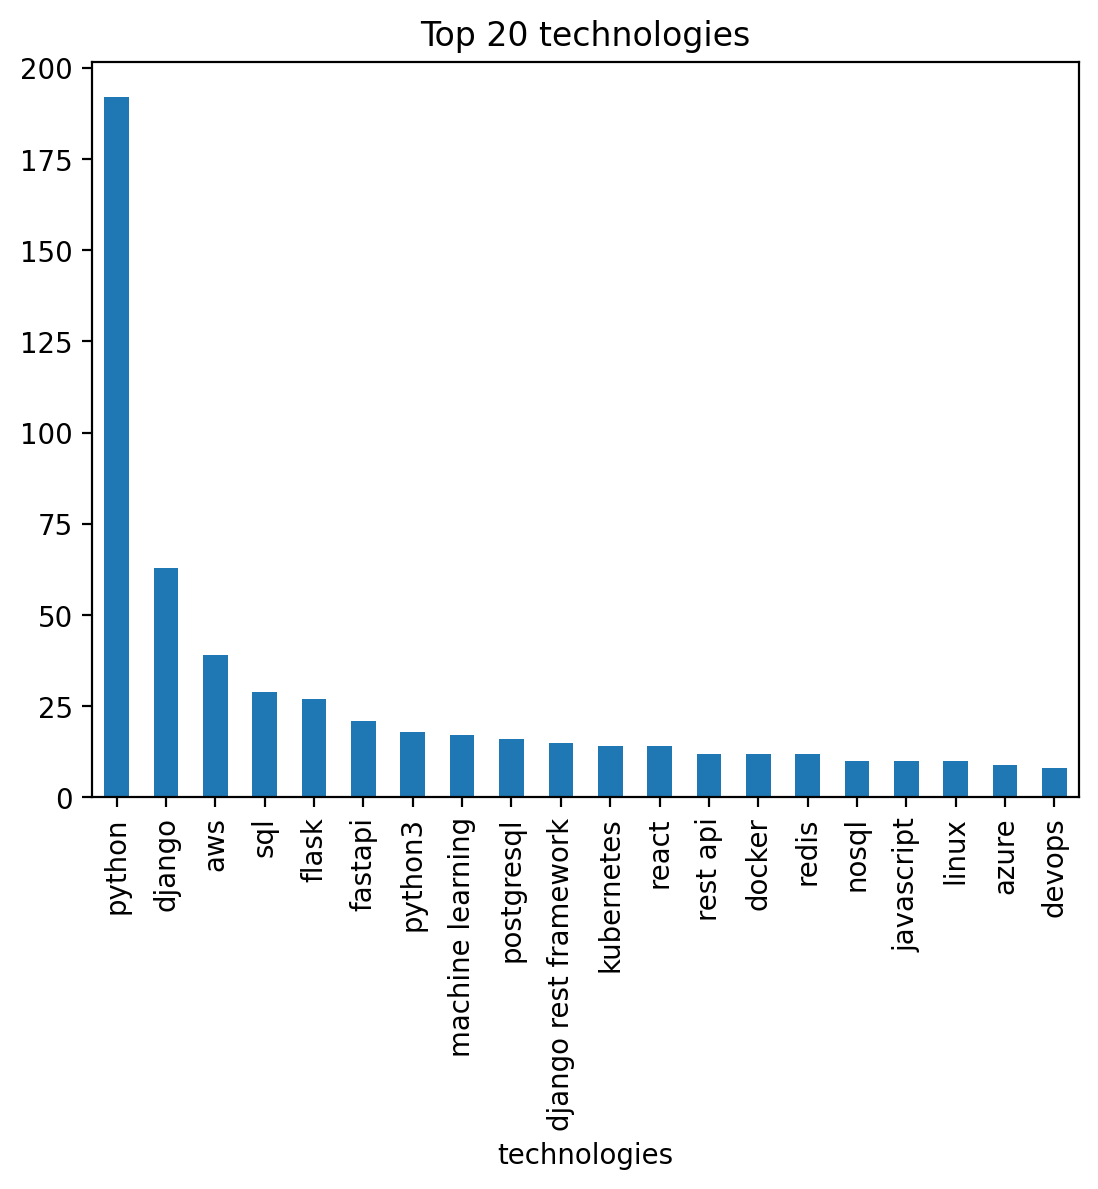 Top 20 technologies
200
175
150
125
100
75
50
25
0
python
django
aws
sql
flask
fastapi
python3
machine learning
postgresql
django rest framework
kubernetes
react
rest api
docker
redis
nosql
javascript
linux
azure
devops
technologies